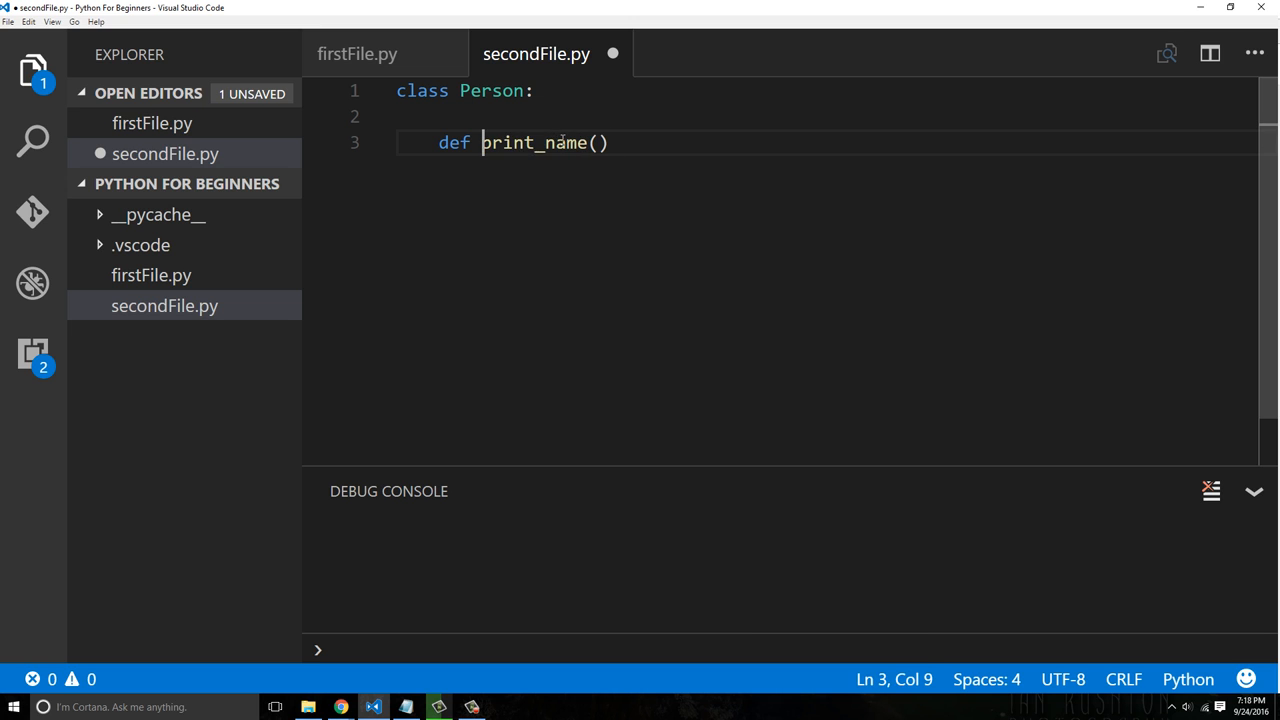 ● secondFile.py - Python For Beginners - Visual Studio Code
File Edit View Go Help
EXPLORER
OPEN EDITORS 1 UNSAVED
firstFile.py
secondFile.py
PYTHON FOR BEGINNERS
__pycache__
.vscode
firstFile.py
secondFile.py
1
2
firstFile.py secondFile.py
1 class Person:
2
3 def print_name()
DEBUG CONSOLE
0 0 Ln 3, Col 9 Spaces: 4 UTF-8 CRLF Python
I'm Cortana. Ask me anything.
IAN RUSHTON
7:18 PM
9/24/2016